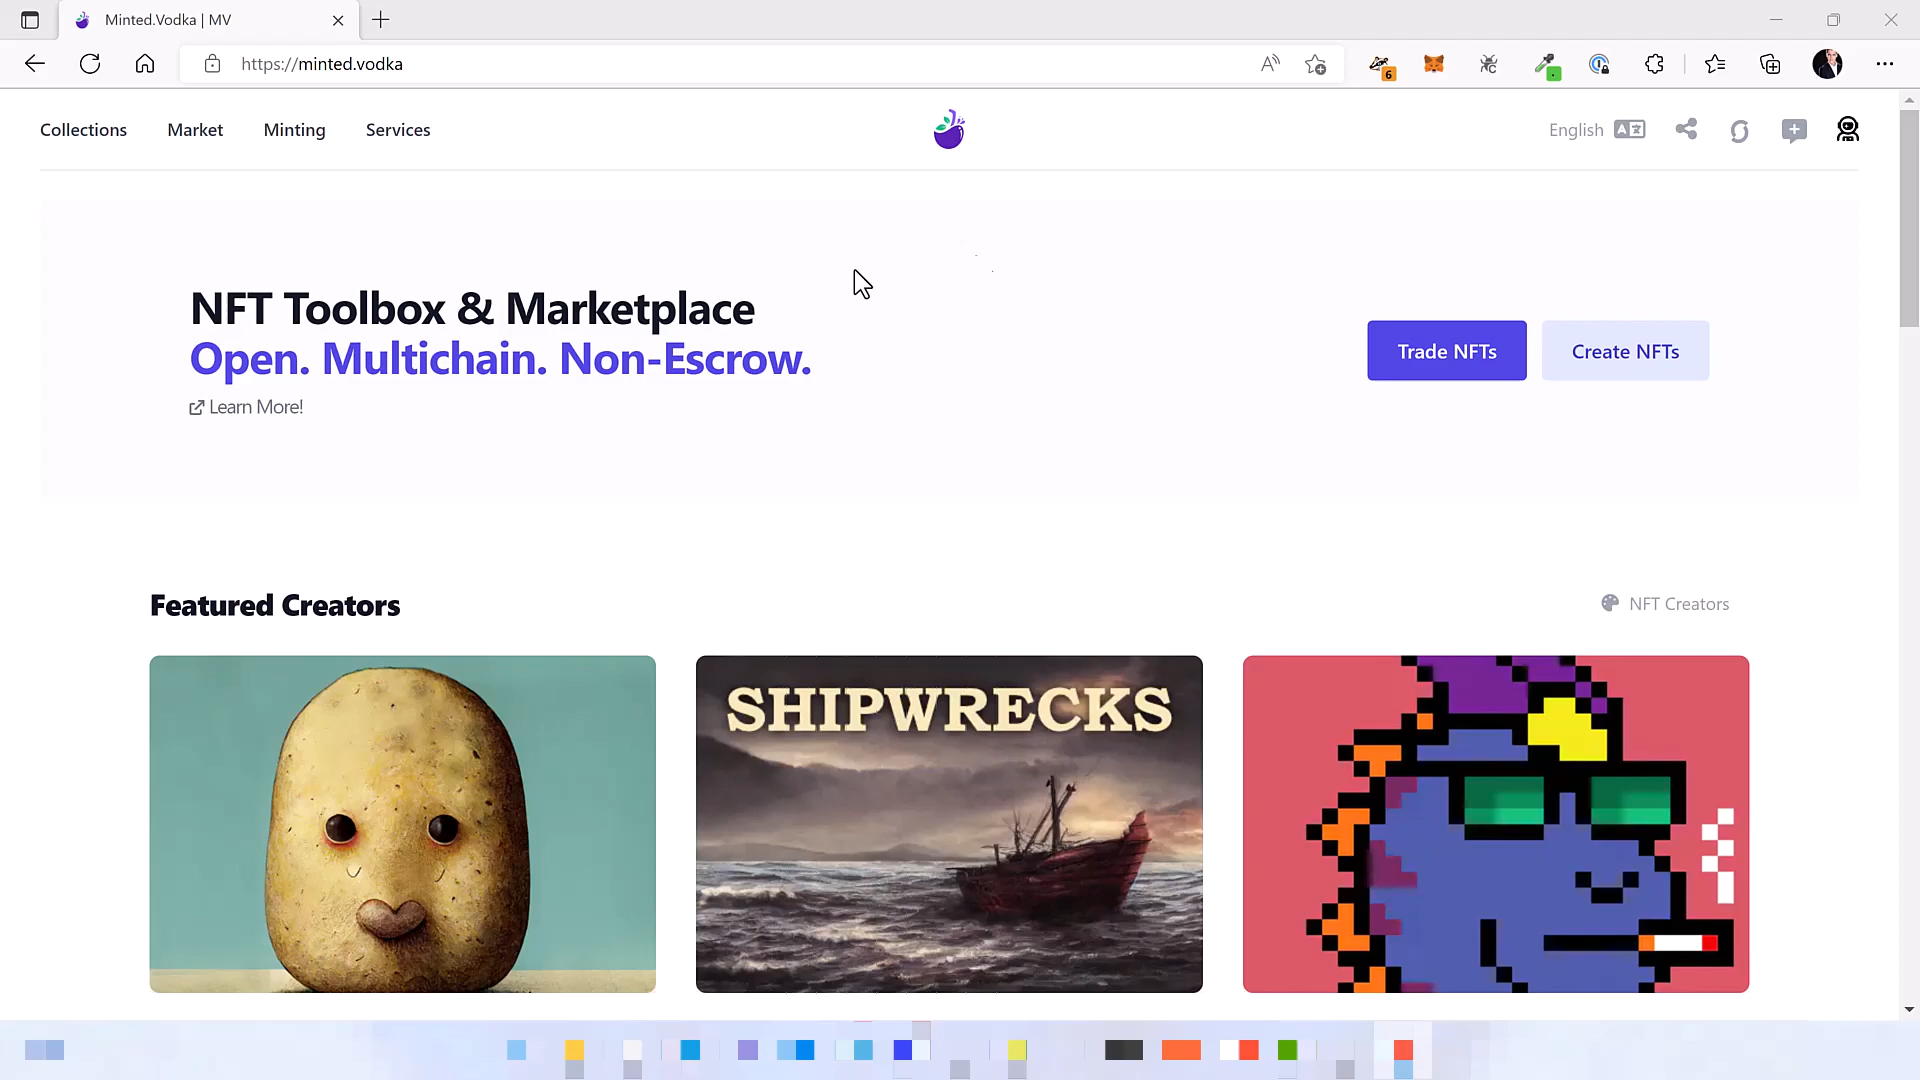 Minted.Vodka | MV
https://minted.vodka
6
Collections
Market
Minting
Services
English
NFT Toolbox & Marketplace
Open. Multichain. Non-Escrow.
Learn More!
Trade NFTs
Create NFTs
Featured Creators
NFT Creators
SHIPWRECKS